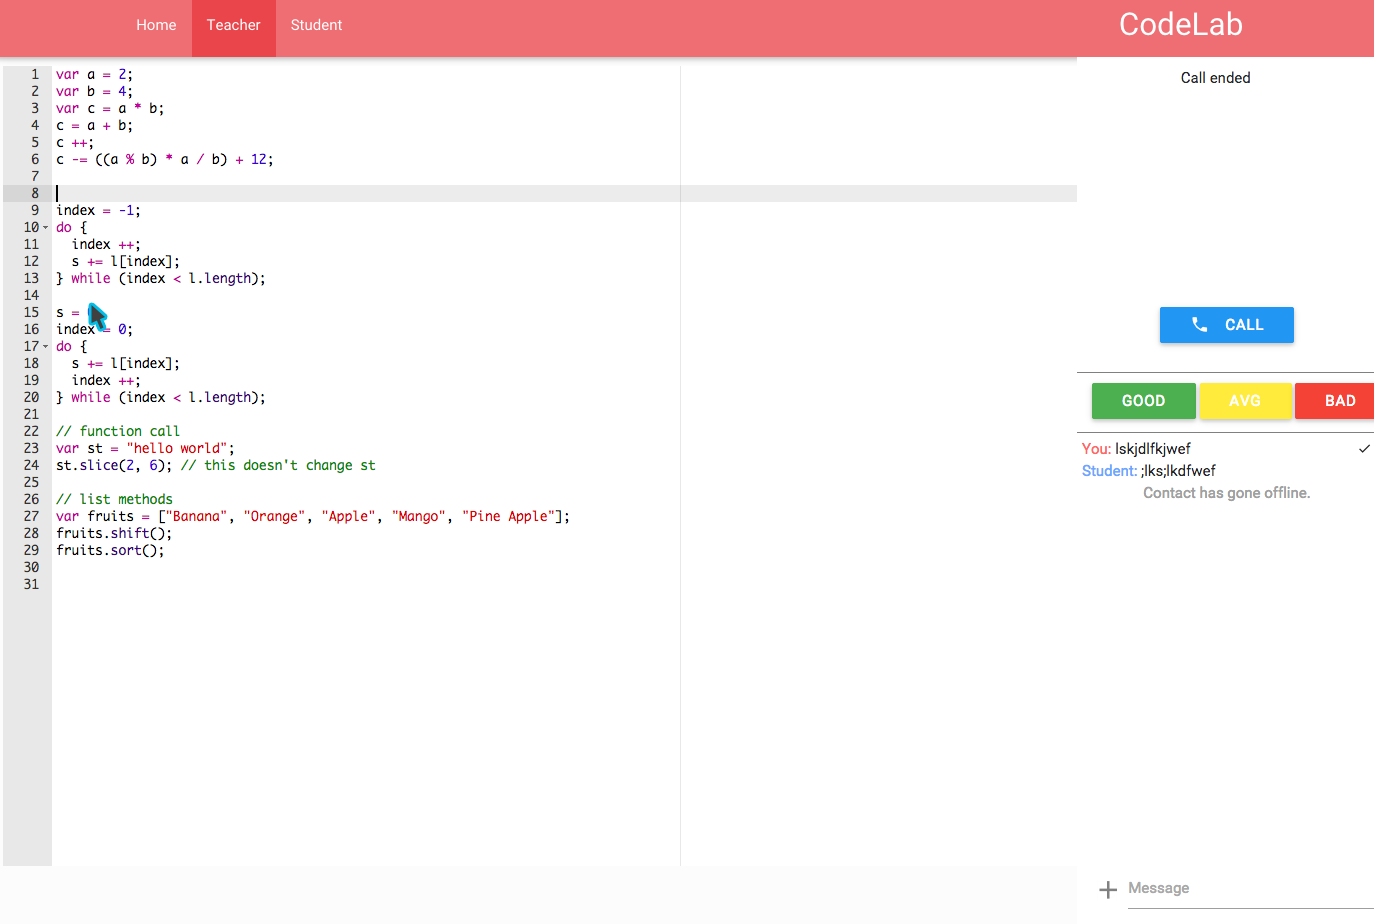 Home Teacher Student CodeLab
1 var a = 2;
2 var b = 4;
3 var c = a * b;
4 c = a + b;
5 c ++;
6 c -= ((a % b) * a / b) + 12;
7
8
9 index = -1;
10 do {
11 index ++;
12 s += l[index];
13 } while (index < l.length);
14
15 s =
16 index = 0;
17 do {
18 s += l[index];
19 index ++;
20 } while (index < l.length);
21
22 // function call
23 var st = "hello world";
24 st.slice(2, 6); // this doesn't change st
25
26 // list methods
27 var fruits = ["Banana", "Orange", "Apple", "Mango", "Pine Apple"];
28 fruits.shift();
29 fruits.sort();
30
31
Call ended
CALL
GOOD AVG BAD
You: lskjdlfkjwef
Student: ;lks;lkdfwef
Contact has gone offline.
Message